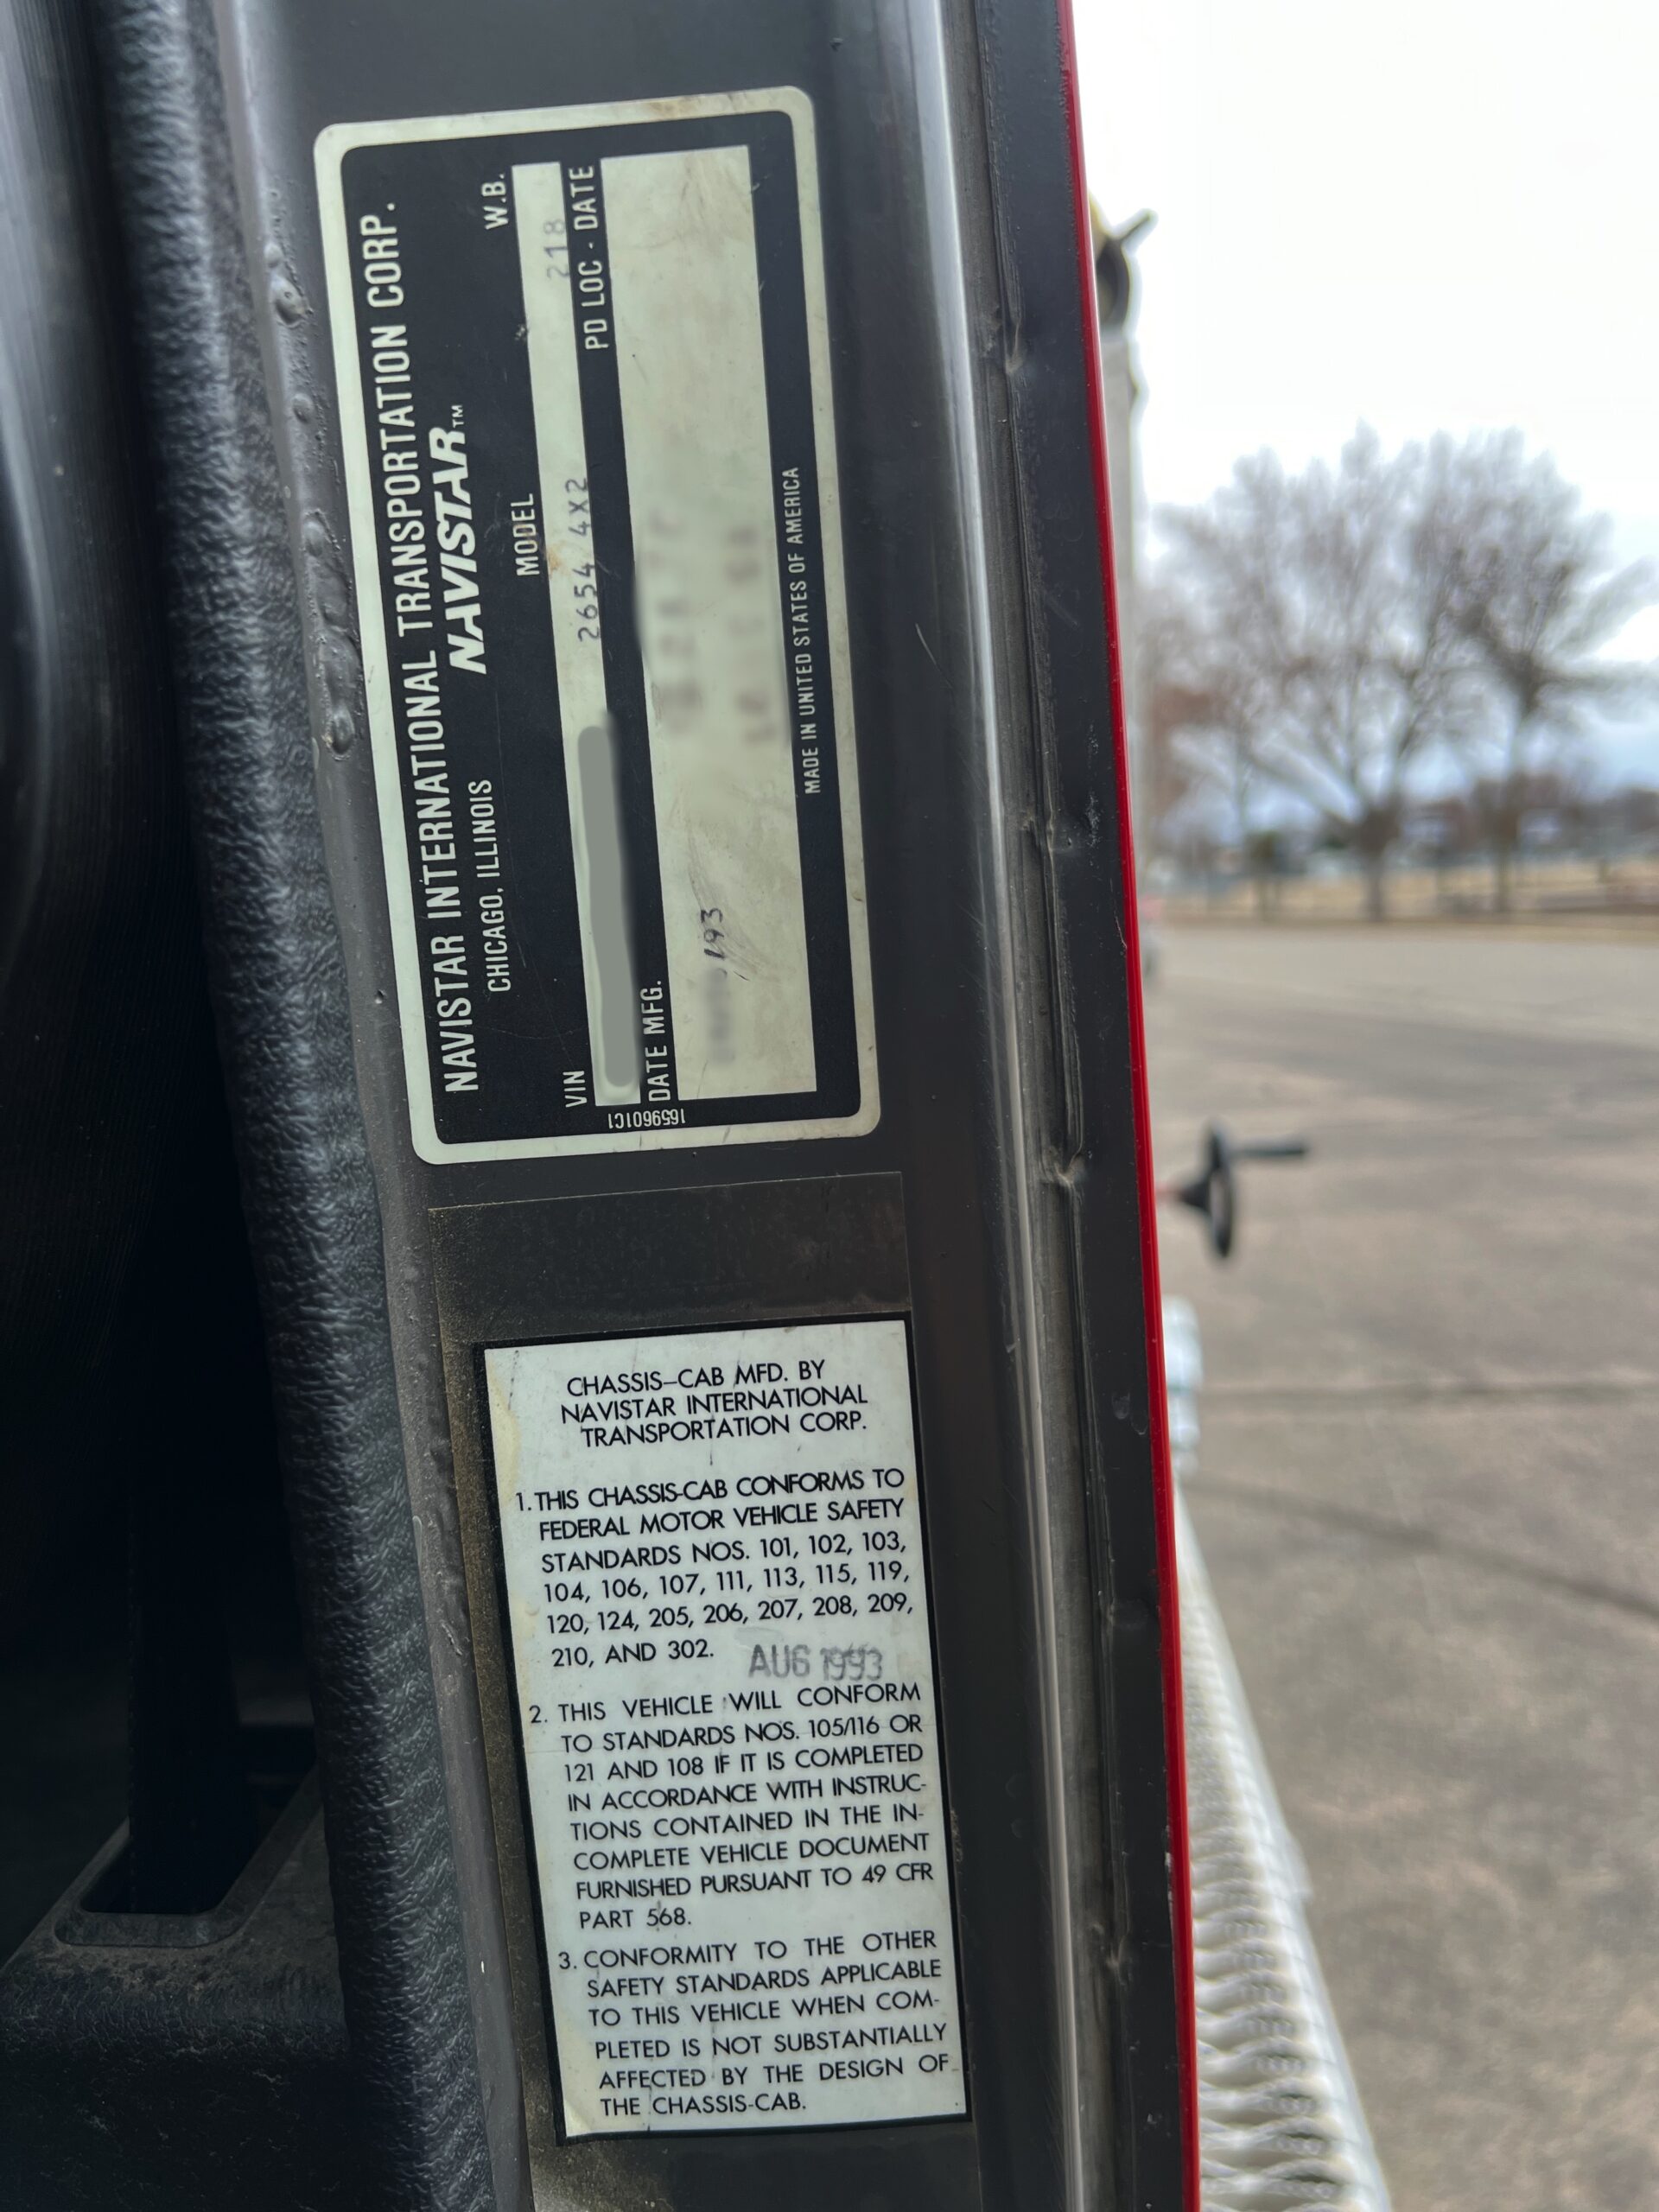 NAVISTAR INTERNATIONAL TRANSPORTATION CORP.
CHICAGO, ILLINOIS NAVISTAR™
VIN MODEL W.B.
2654 4X2 218
DATE MFG. PD LOC - DATE
/93
MADE IN UNITED STATES OF AMERICA
1659601C1
CHASSIS-CAB MFD. BY
NAVISTAR INTERNATIONAL
TRANSPORTATION CORP.
1. THIS CHASSIS-CAB CONFORMS TO
FEDERAL MOTOR VEHICLE SAFETY
STANDARDS NOS. 101, 102, 103,
104, 106, 107, 111, 113, 115, 119,
120, 124, 205, 206, 207, 208, 209,
210, AND 302. AUG 1993
2. THIS VEHICLE WILL CONFORM
TO STANDARDS NOS. 105/116 OR
121 AND 108 IF IT IS COMPLETED
IN ACCORDANCE WITH INSTRUC-
TIONS CONTAINED IN THE IN-
COMPLETE VEHICLE DOCUMENT
FURNISHED PURSUANT TO 49 CFR
PART 568.
3. CONFORMITY TO THE OTHER
SAFETY STANDARDS APPLICABLE
TO THIS VEHICLE WHEN COM-
PLETED IS NOT SUBSTANTIALLY
AFFECTED BY THE DESIGN OF
THE CHASSIS-CAB.